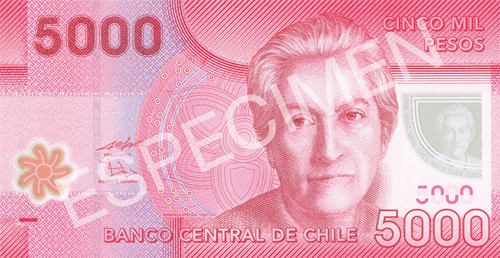 5000
CINCO MIL
PESOS
ESPECIMEN
5000
BANCO CENTRAL DE CHILE
5000